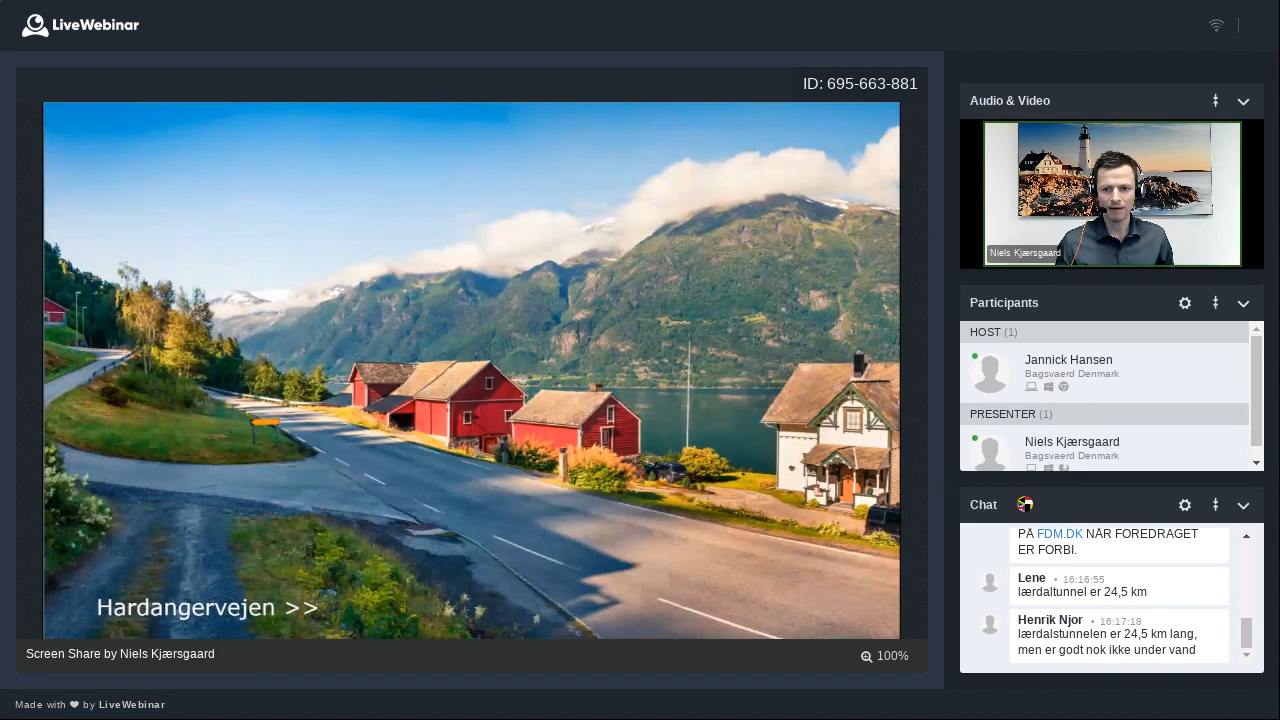 LiveWebinar
ID: 695-663-881
Hardangervejen >>
Screen Share by Niels Kjærsgaard
100%
Made with by LiveWebinar
Audio & Video
Niels Kjærsgaard
Participants
HOST (1)
Jannick Hansen
Bagsvaerd Denmark
PRESENTER (1)
Niels Kjærsgaard
Bagsvaerd Denmark
Chat
PÅ FDM.DK NÅR FOREDRAGET
ER FORBI.
Lene • 16:16:55
lærdaltunnel er 24,5 km
Henrik Njor • 16:17:18
lærdalstunnelen er 24,5 km lang,
men er godt nok ikke under vand